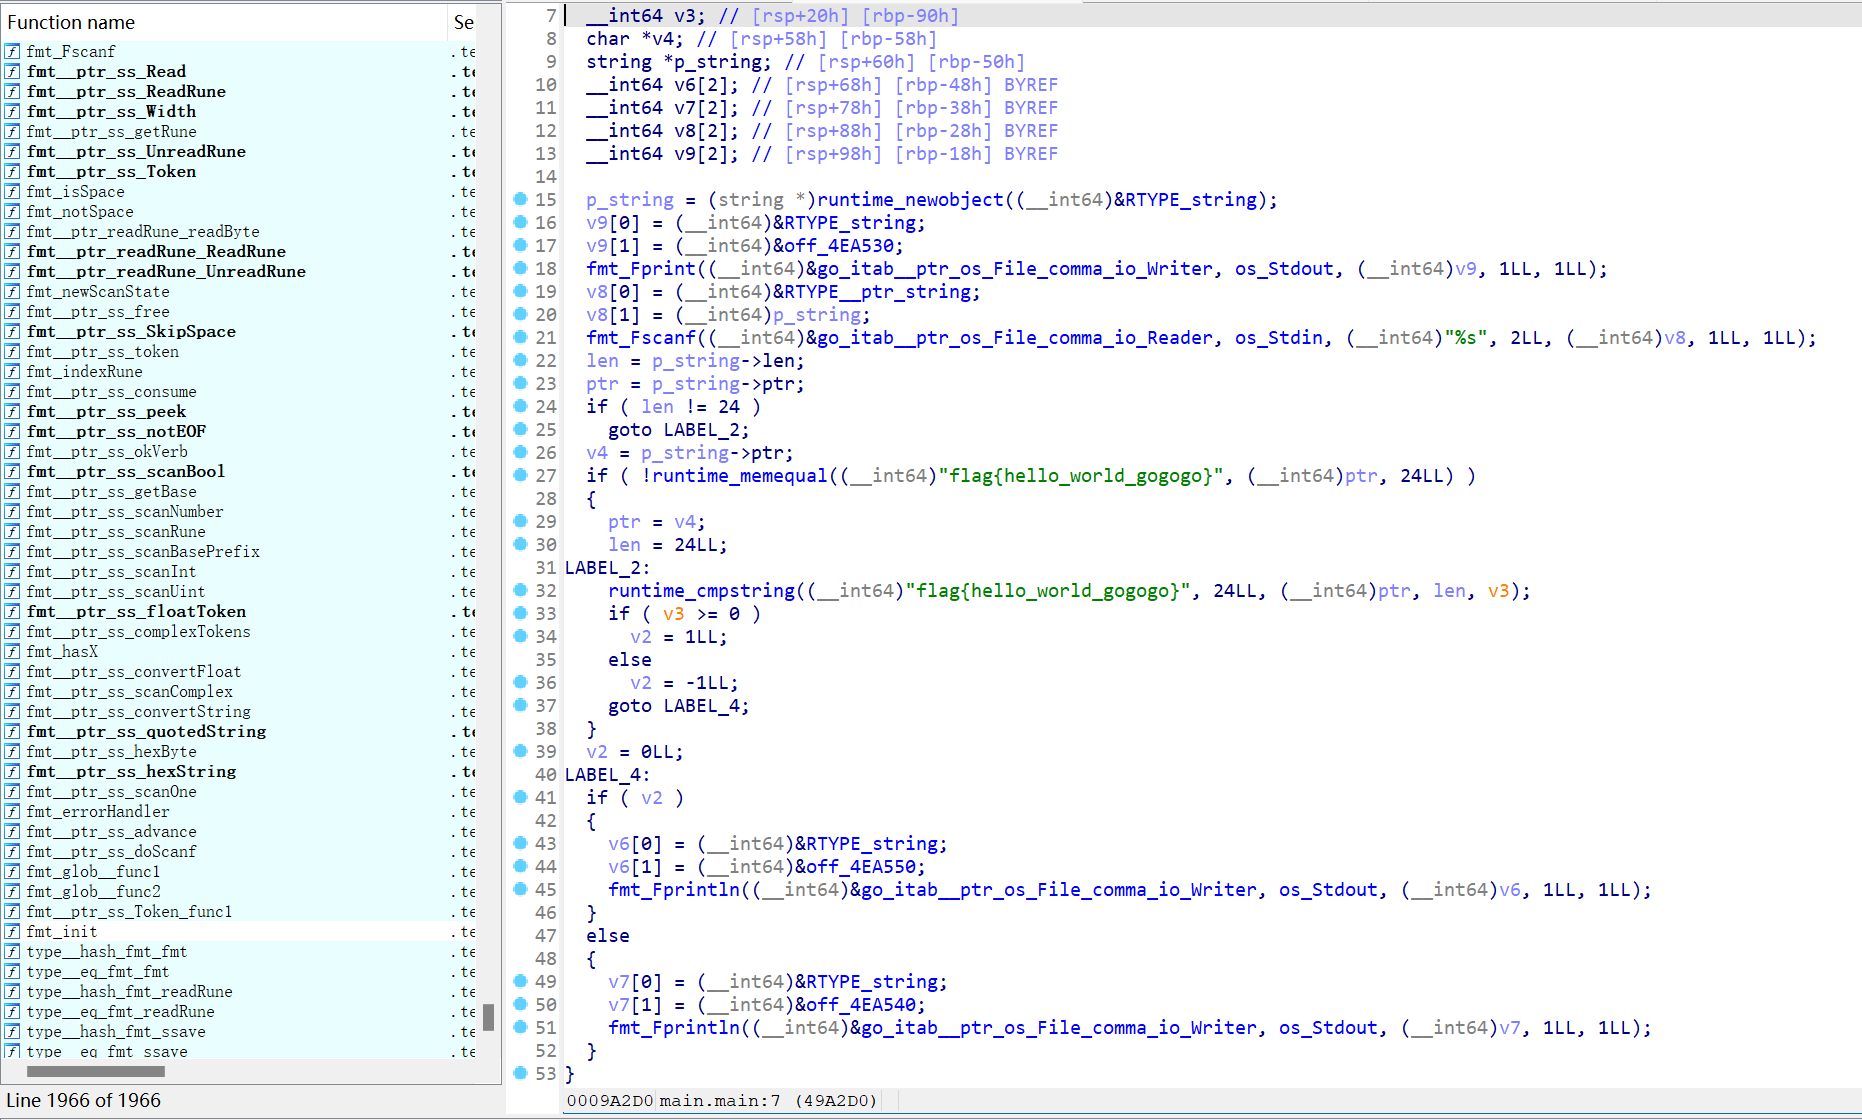 Function name
Se
fmt_Fscanf .te
fmt__ptr_ss_Read .te
fmt__ptr_ss_ReadRune .te
fmt__ptr_ss_Width .te
fmt__ptr_ss_getRune .te
fmt__ptr_ss_UnreadRune .te
fmt__ptr_ss_Token .te
fmt_isSpace .te
fmt_notSpace .te
fmt__ptr_readRune_readByte .te
fmt__ptr_readRune_ReadRune .te
fmt__ptr_readRune_UnreadRune .te
fmt_newScanState .te
fmt__ptr_ss_free .te
fmt__ptr_ss_SkipSpace .te
fmt__ptr_ss_token .te
fmt_indexRune .te
fmt__ptr_ss_consume .te
fmt__ptr_ss_peek .te
fmt__ptr_ss_notEOF .te
fmt__ptr_ss_okVerb .te
fmt__ptr_ss_scanBool .te
fmt__ptr_ss_getBase .te
fmt__ptr_ss_scanNumber .te
fmt__ptr_ss_scanRune .te
fmt__ptr_ss_scanBasePrefix .te
fmt__ptr_ss_scanInt .te
fmt__ptr_ss_scanUint .te
fmt__ptr_ss_floatToken .te
fmt__ptr_ss_complexTokens .te
fmt_hasX .te
fmt__ptr_ss_convertFloat .te
fmt__ptr_ss_scanComplex .te
fmt__ptr_ss_convertString .te
fmt__ptr_ss_quotedString .te
fmt__ptr_ss_hexByte .te
fmt__ptr_ss_hexString .te
fmt__ptr_ss_scanOne .te
fmt_errorHandler .te
fmt__ptr_ss_advance .te
fmt__ptr_ss_doScanf .te
fmt_glob__func1 .te
fmt_glob__func2 .te
fmt__ptr_ss_Token_func1 .te
fmt_init .te
type__hash_fmt_fmt .te
type__eq_fmt_fmt .te
type__hash_fmt_readRune .te
type__eq_fmt_readRune .te
type__hash_fmt_ssave .te
type__eq_fmt_ssave .te
Line 1966 of 1966
7 __int64 v3; // [rsp+20h] [rbp-90h]
8 char *v4; // [rsp+58h] [rbp-58h]
9 string *p_string; // [rsp+60h] [rbp-50h]
10 __int64 v6[2]; // [rsp+68h] [rbp-48h] BYREF
11 __int64 v7[2]; // [rsp+78h] [rbp-38h] BYREF
12 __int64 v8[2]; // [rsp+88h] [rbp-28h] BYREF
13 __int64 v9[2]; // [rsp+98h] [rbp-18h] BYREF
14
15 p_string = (string *)runtime_newobject((__int64)&RTYPE_string);
16 v9[0] = (__int64)&RTYPE_string;
17 v9[1] = (__int64)&off_4EA530;
18 fmt_Fprint((__int64)&go_itab__ptr_os_File_comma_io_Writer, os_Stdout, (__int64)v9, 1LL, 1LL);
19 v8[0] = (__int64)&RTYPE__ptr_string;
20 v8[1] = (__int64)p_string;
21 fmt_Fscanf((__int64)&go_itab__ptr_os_File_comma_io_Reader, os_Stdin, (__int64)"%s", 2LL, (__int64)v8, 1LL, 1LL);
22 len = p_string->len;
23 ptr = p_string->ptr;
24 if ( len != 24 )
25 goto LABEL_2;
26 v4 = p_string->ptr;
27 if ( !runtime_memequal((__int64)"flag{hello_world_gogogo}", (__int64)ptr, 24LL) )
28 {
29 ptr = v4;
30 len = 24LL;
31 LABEL_2:
32 runtime_cmpstring((__int64)"flag{hello_world_gogogo}", 24LL, (__int64)ptr, len, v3);
33 if ( v3 >= 0 )
34 v2 = 1LL;
35 else
36 v2 = -1LL;
37 goto LABEL_4;
38 }
39 v2 = 0LL;
40 LABEL_4:
41 if ( v2 )
42 {
43 v6[0] = (__int64)&RTYPE_string;
44 v6[1] = (__int64)&off_4EA550;
45 fmt_Fprintln((__int64)&go_itab__ptr_os_File_comma_io_Writer, os_Stdout, (__int64)v6, 1LL, 1LL);
46 }
47 else
48 {
49 v7[0] = (__int64)&RTYPE_string;
50 v7[1] = (__int64)&off_4EA540;
51 fmt_Fprintln((__int64)&go_itab__ptr_os_File_comma_io_Writer, os_Stdout, (__int64)v7, 1LL, 1LL);
52 }
53 }
0009A2D0 main.main:7 (49A2D0)